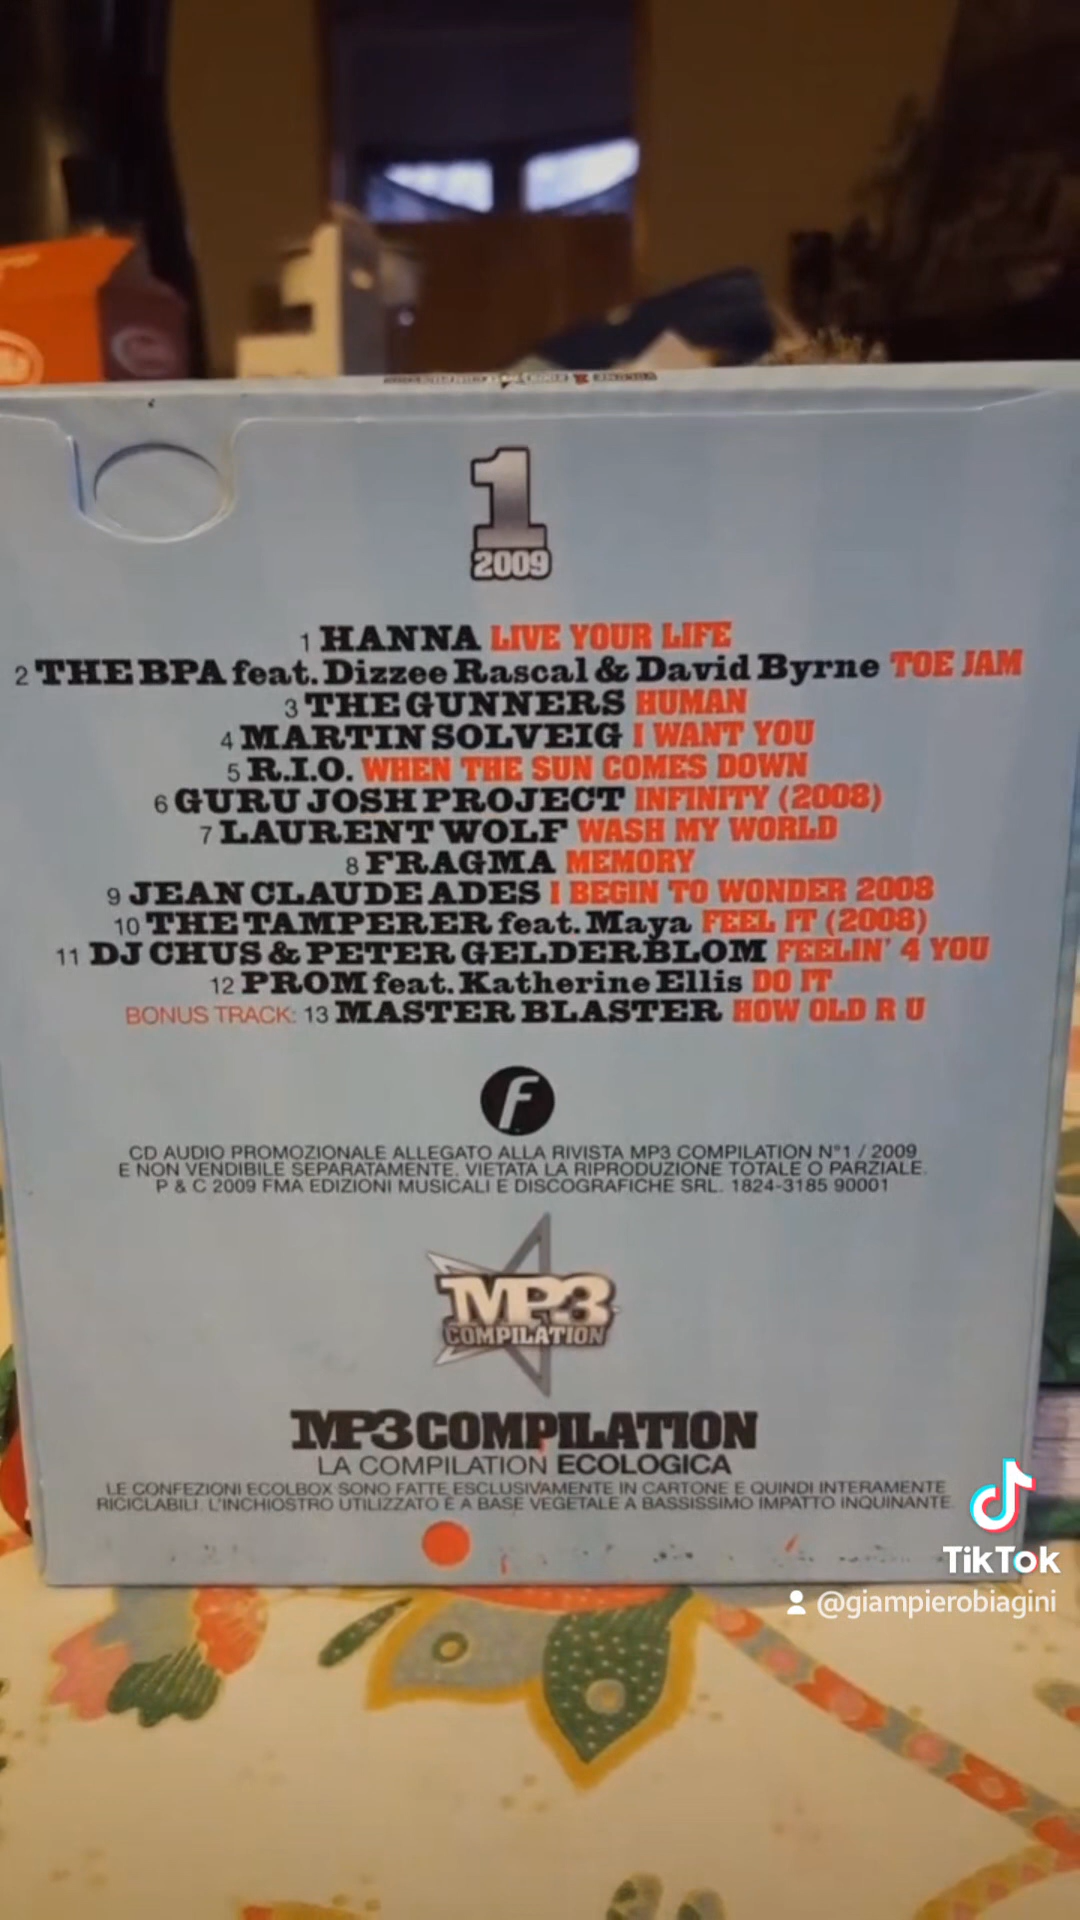 1
2009
1 HANNA LIVE YOUR LIFE
2 THE BPA feat. Dizzee Rascal & David Byrne TOE JAM
3 THE GUNNERS HUMAN
4 MARTIN SOLVEIG I WANT YOU
5 R.I.O. WHEN THE SUN COMES DOWN
6 GURU JOSH PROJECT INFINITY (2008)
7 LAURENT WOLF WASH MY WORLD
8 FRAGMA MEMORY
9 JEAN CLAUDE ADES I BEGIN TO WONDER 2008
10 THE TAMPERER feat. Maya FEEL IT (2008)
11 DJ CHUS & PETER GELDERBLOM FEELIN' 4 YOU
12 PROM feat. Katherine Ellis DO IT
BONUS TRACK: 13 MASTER BLASTER HOW OLD R U
f
CD AUDIO PROMOZIONALE ALLEGATO ALLA RIVISTA MP3 COMPILATION N°1 / 2009
E NON VENDIBILE SEPARATAMENTE. VIETATA LA RIPRODUZIONE TOTALE O PARZIALE.
P & C 2009 FMA EDIZIONI MUSICALI E DISCOGRAFICHE SRL. 1824-3185 90001
MP3
COMPILATION
MP3 COMPILATION
LA COMPILATION ECOLOGICA
LE CONFEZIONI ECOLBOX SONO FATTE ESCLUSIVAMENTE IN CARTONE E QUINDI INTERAMENTE
RICICLABILI. L'INCHIOSTRO UTILIZZATO È A BASE VEGETALE A BASSISSIMO IMPATTO INQUINANTE.
TikTok
@giampierobiagini